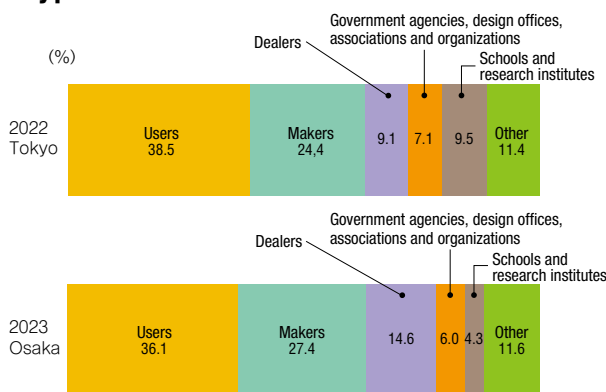 Government agencies, design offices,
associations and organizations
Dealers
Schools and
research institutes
(%)
2022
Tokyo
Users
38.5
Makers
24,4
9.1
7.1
9.5
Other
11.4
Government agencies, design offices,
associations and organizations
Dealers
Schools and
research institutes
2023
Osaka
Users
36.1
Makers
27.4
14.6
6.0
4.3
Other
11.6